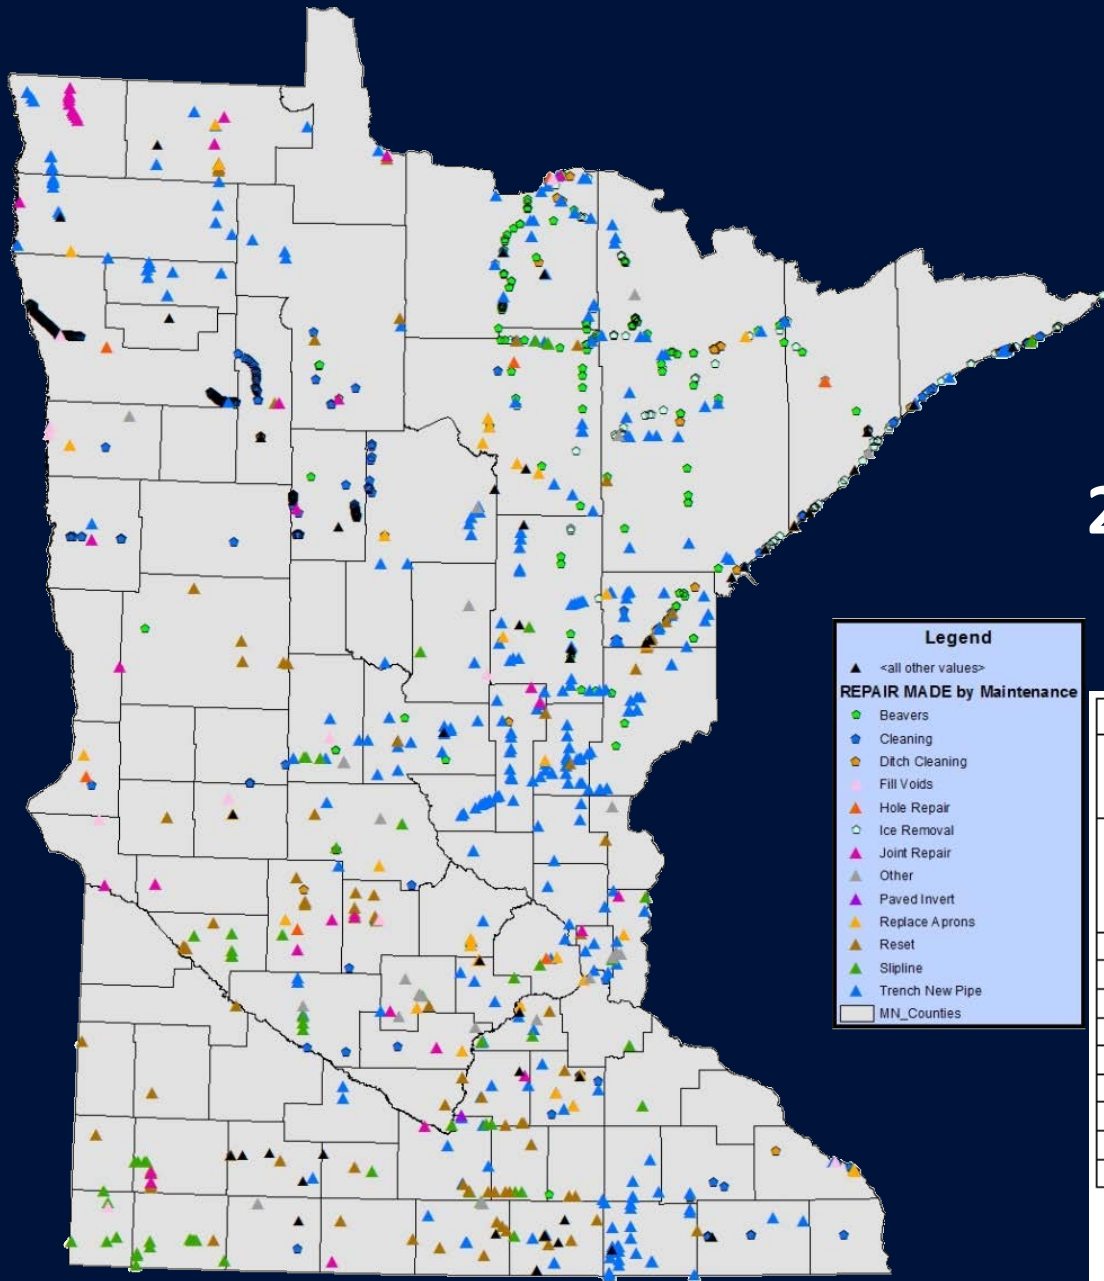 2
Legend
<all other values>
REPAIR MADE by Maintenance
Beavers
Cleaning
Ditch Cleaning
Fill Voids
Hole Repair
Ice Removal
Joint Repair
Other
Paved Invert
Replace Aprons
Reset
Slipline
Trench New Pipe
MN_Counties